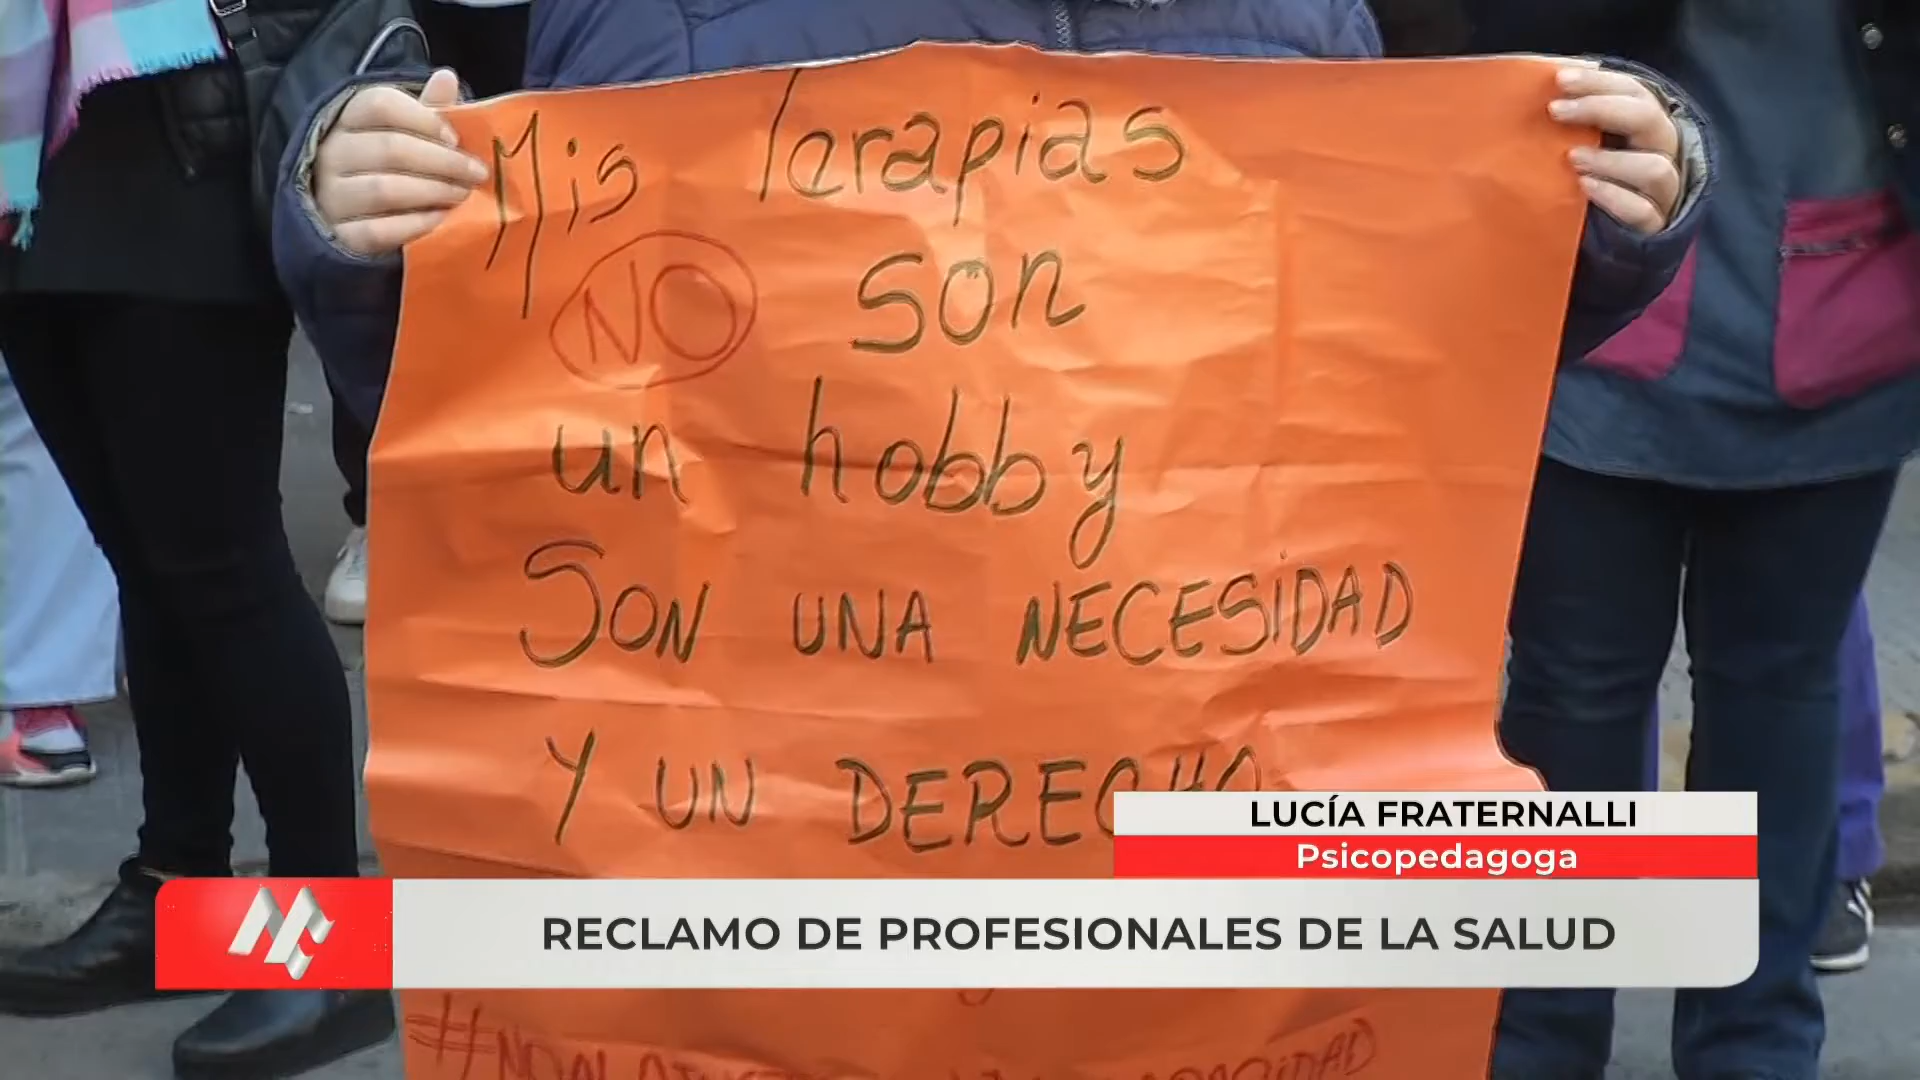 Mis Terapias
NO son
un hobby
SON UNA NECESIDAD
Y UN DERECHO
LUCÍA FRATERNALLI
Psicopedagoga
RECLAMO DE PROFESIONALES DE LA SALUD